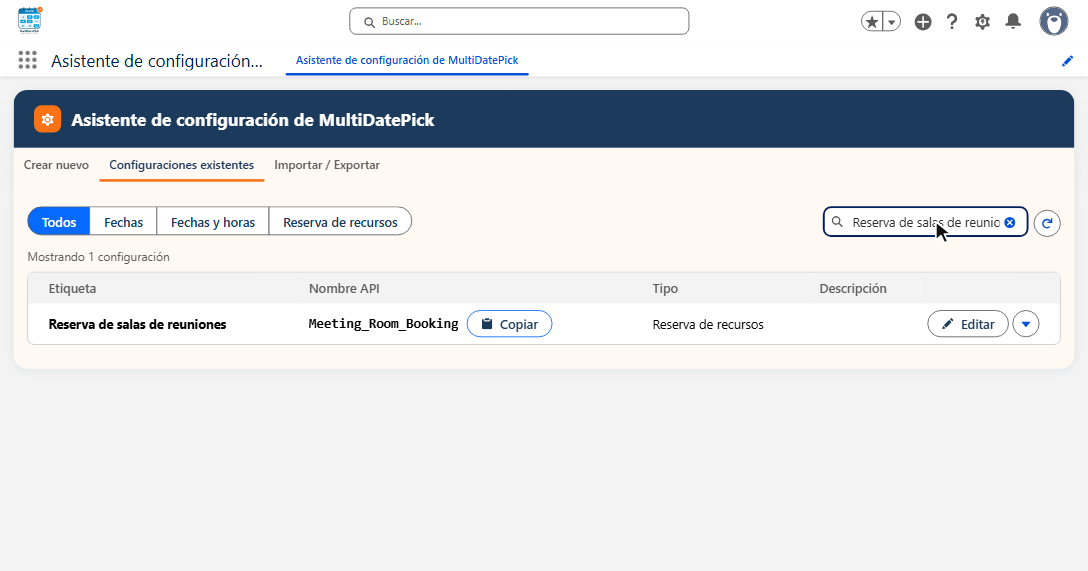 Buscar...
Asistente de configuración...
Asistente de configuración de MultiDatePick
Asistente de configuración de MultiDatePick
Crear nuevo
Configuraciones existentes
Importar / Exportar
Todos
Fechas
Fechas y horas
Reserva de recursos
Reserva de salas de reunio
Mostrando 1 configuración
Etiqueta
Nombre API
Tipo
Descripción
Reserva de salas de reuniones
Meeting_Room_Booking
Copiar
Reserva de recursos
Editar